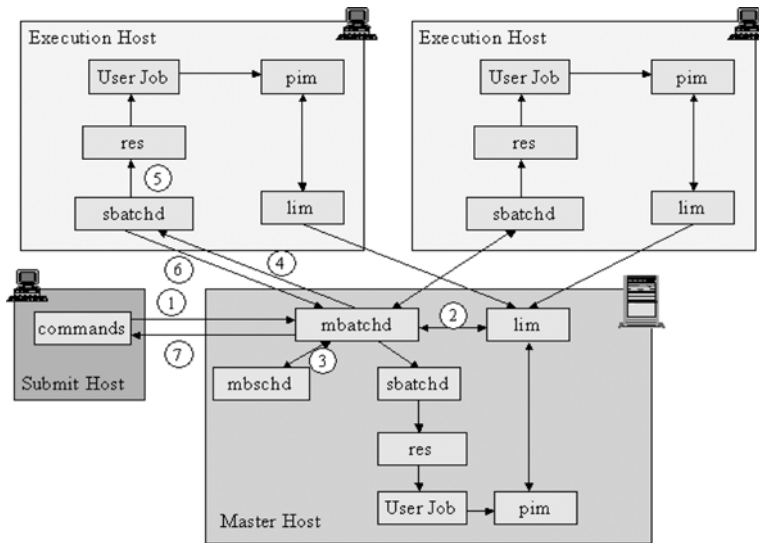 Execution Host
User Job
pim
res
5
sbatchd
lim
Execution Host
User Job
pim
res
sbatchd
lim
6
4
1
commands
7
Submit Host
mbatchd
2
lim
3
mbschd
sbatchd
res
User Job
pim
Master Host